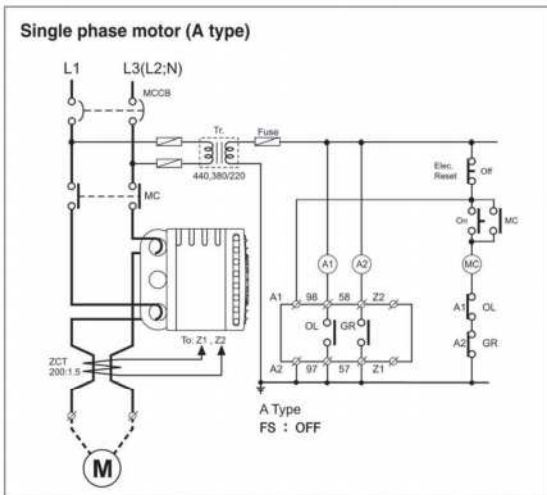 Single phase motor (A type)
L1 L3(L2;N)
MCCB
Tr. Fuse
440,380/220
Elec. Reset Off
MC
On MC
A1 A2 MC
A1 98 58 Z2
A1 OL
OL GR
A2 GR
A2 97 57 Z1
To: Z1 , Z2
ZCT
200:1.5
A Type
FS : OFF
M